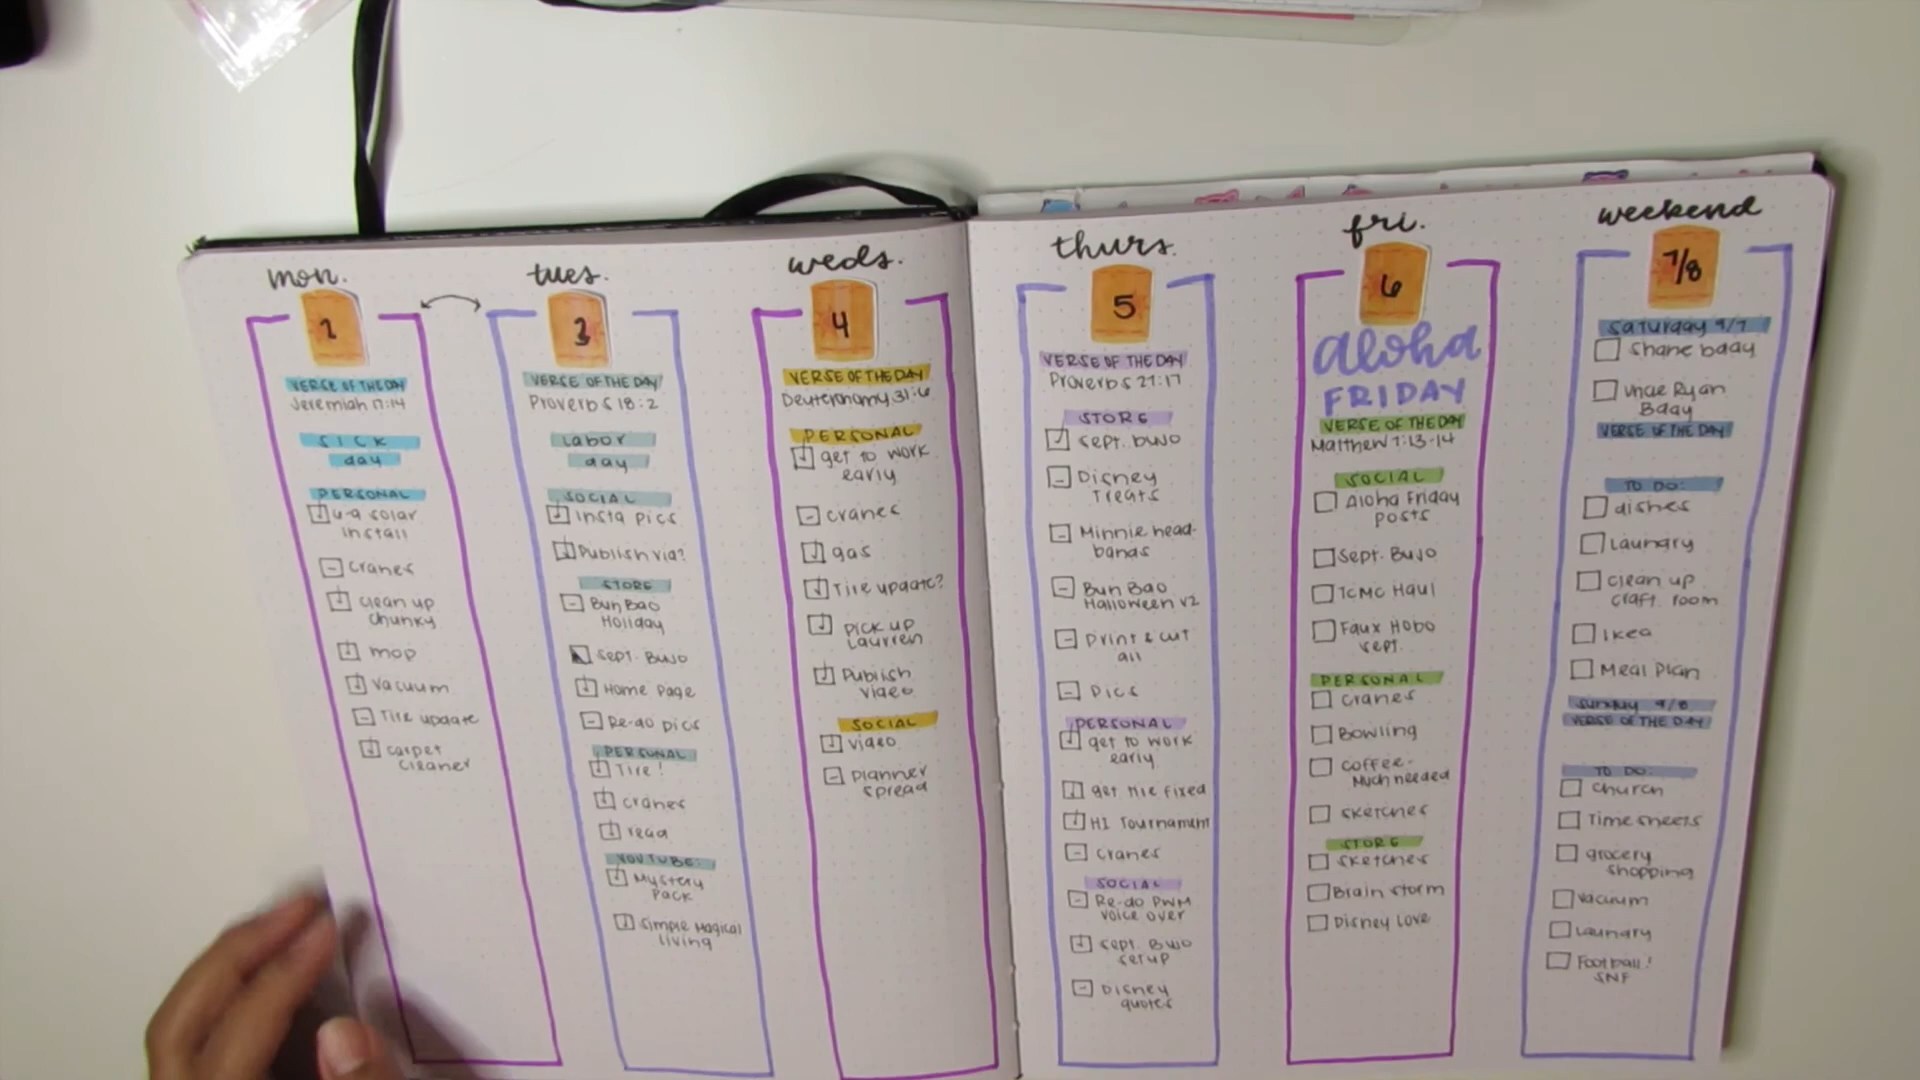 mon.
2
VERSE OF THE DAY
Jeremiah 17:14
SICK
day
PERSONAL
4-9 solar
install
cranes
clean up
chunky
mop
vacuum
Tire update
carpet
cleaner
tues.
3
VERSE OF THE DAY
Proverbs 18:2
LABOR
day
SOCIAL
Insta pics
Publish vid?
STORE
Bun Bao
Holiday
Sept. BuJo
Home page
Re-do pics
PERSONAL
Tire!
cranes
read
YOUTUBE:
Mystery
Pack
Simple Magical
Living
weds.
4
VERSE OF THE DAY
Deuteronomy 31:6
PERSONAL
get to work
early
cranes
gas
Tire update?
pick up
Laurren
Publish
video
SOCIAL
video
planner
spread
thurs.
5
VERSE OF THE DAY
Proverbs 27:17
STORE
Sept. BuJo
Disney
Treats
Minnie head-
bands
Bun Bao
Halloween v2
Print & cut
all
Pics
PERSONAL
get to work
early
get tire fixed
HI Tournament
cranes
SOCIAL
Re-do PWM
voice over
Sept. BuJo
setup
Disney
quotes
fri.
6
aloha
FRIDAY
VERSE OF THE DAY
Matthew 7:13-14
SOCIAL
Aloha Friday
posts
Sept. BuJo
TCMC Haul
Faux Hobo
Sept.
PERSONAL
cranes
Bowling
coffee-
Much needed
sketches
STORE
sketches
Brain storm
Disney Love
weekend
7/8
Saturday 9/7
Shane bday
Uncle Ryan
Bday
VERSE OF THE DAY
TO DO:
dishes
Laundry
clean up
craft room
Ikea
Meal Plan
Sunday 9/8
VERSE OF THE DAY
TO DO:
Church
Time sheets
grocery
shopping
vacuum
Laundry
Football!
SNF